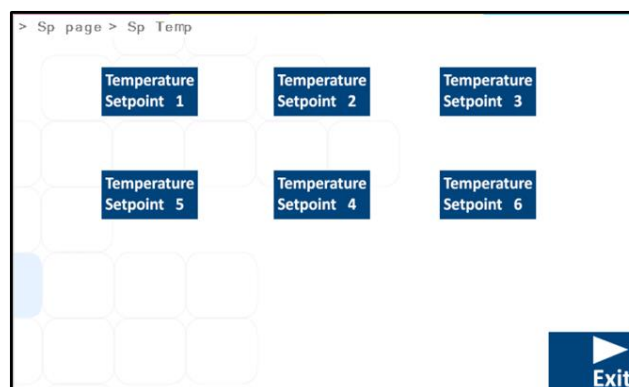 > Sp page > Sp Temp
Temperature
Setpoint 1
Temperature
Setpoint 2
Temperature
Setpoint 3
Temperature
Setpoint 5
Temperature
Setpoint 4
Temperature
Setpoint 6
Exit